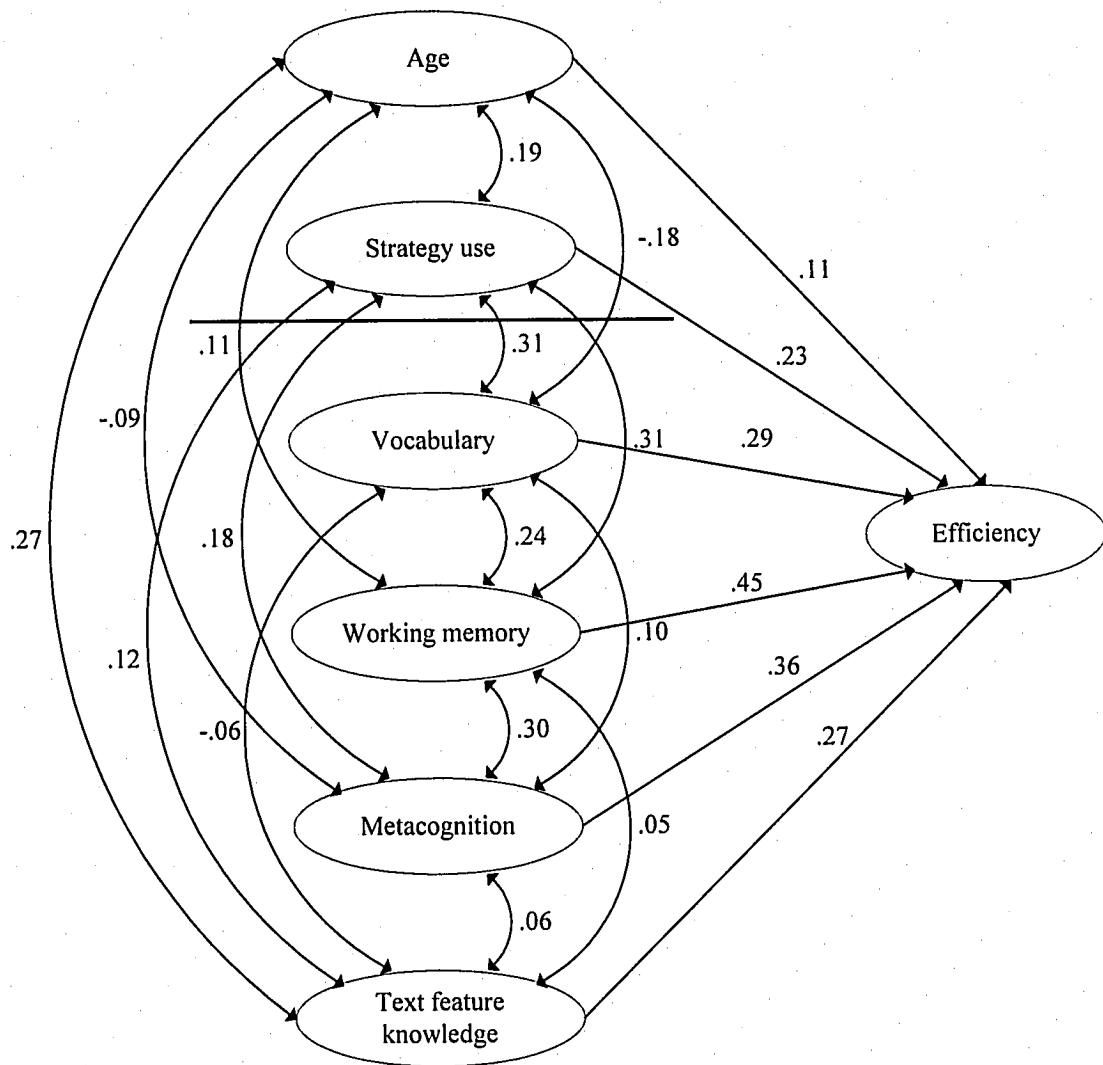 Age
.19
Strategy use
-.18
.11
.11
.31
.23
-.09
Vocabulary
.31
.29
.27
.18
.24
Efficiency
.45
Working memory
.10
.12
.36
-.06
.30
.27
Metacognition
.05
.06
Text feature
knowledge